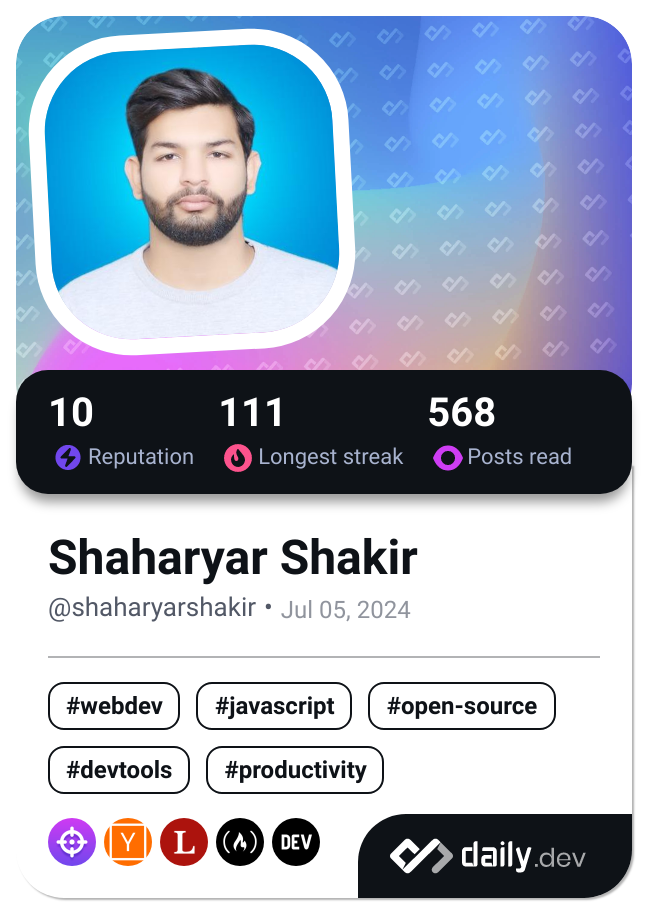 10 111 568
Reputation Longest streak Posts read
Shaharyar Shakir
@shaharyarshakir • Jul 05, 2024
#webdev #javascript #open-source
#devtools #productivity
Y L DEV
daily.dev